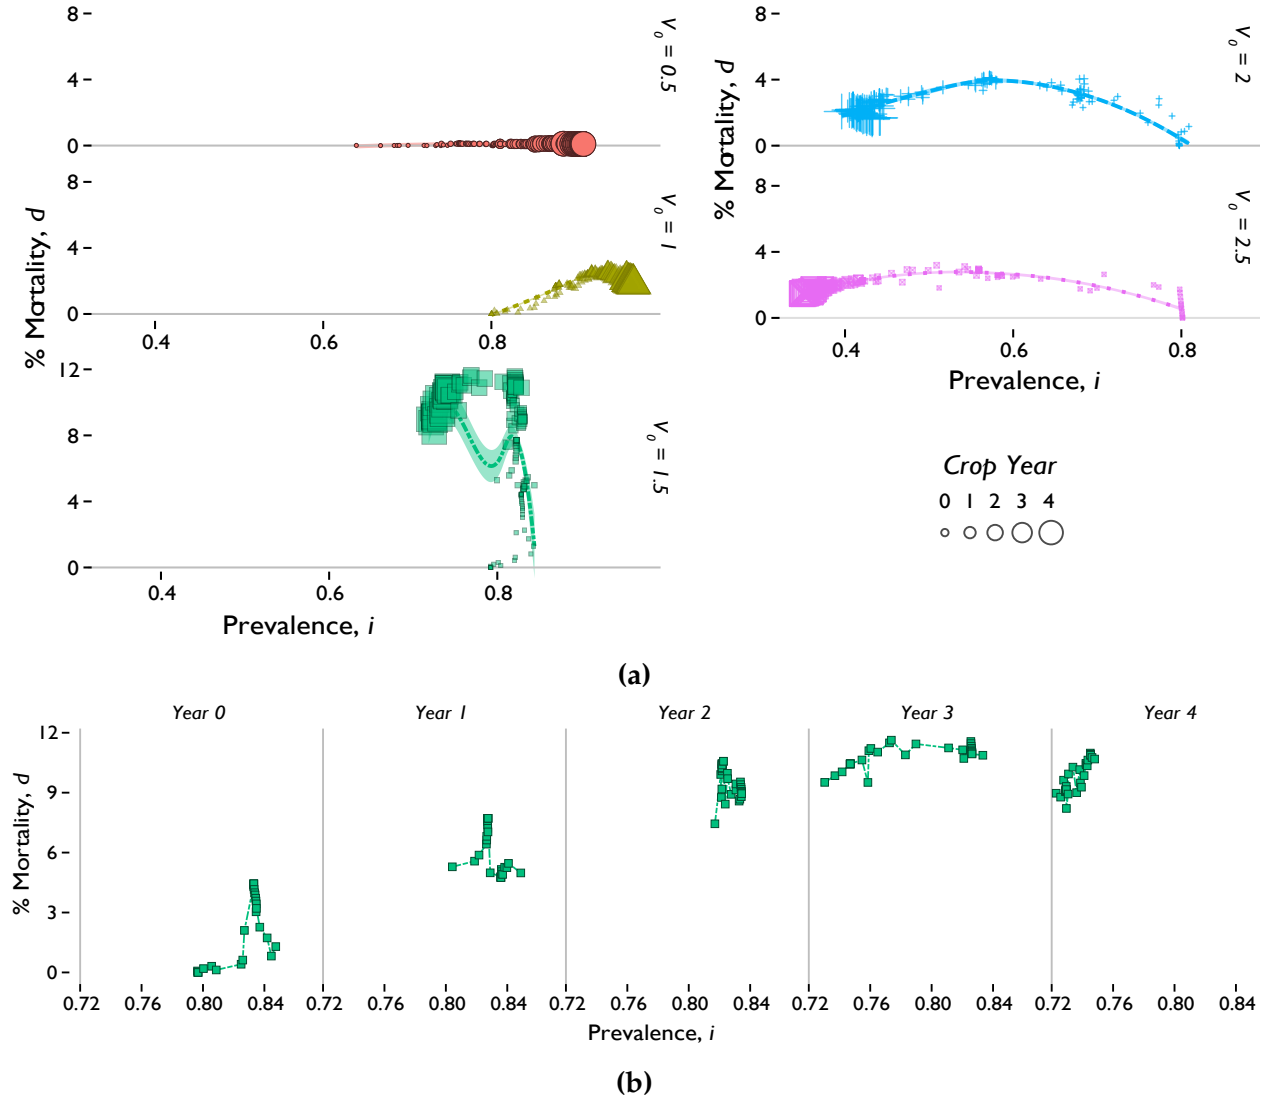 8
4
0
V₀ = 0.5
8
4
0
V₀ = 1
% Mortality, d
0.4 0.6 0.8
12
8
4
0
V₀ = 1.5
0.4 0.6 0.8
Prevalence, i
8
4
0
V₀ = 2
% Mortality, d
8
4
0
V₀ = 2.5
0.4 0.6 0.8
Prevalence, i
Crop Year
0 1 2 3 4
(a)
Year 0 Year 1 Year 2 Year 3 Year 4
12
9
6
3
0
% Mortality, d
0.72 0.76 0.80 0.84 0.72 0.76 0.80 0.84 0.72 0.76 0.80 0.84 0.72 0.76 0.80 0.84 0.72 0.76 0.80 0.84
Prevalence, i
(b)